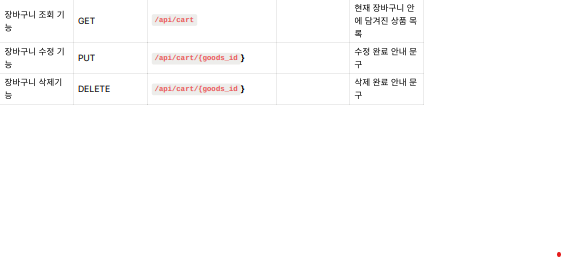 장바구니 조회 기
능
GET
/api/cart
현재 장바구니 안
에 담겨진 상품 목
록
장바구니 수정 기
능
PUT
/api/cart/{goods_id}
수정 완료 안내 문
구
장바구니 삭제기
능
DELETE
/api/cart/{goods_id}
삭제 완료 안내 문
구